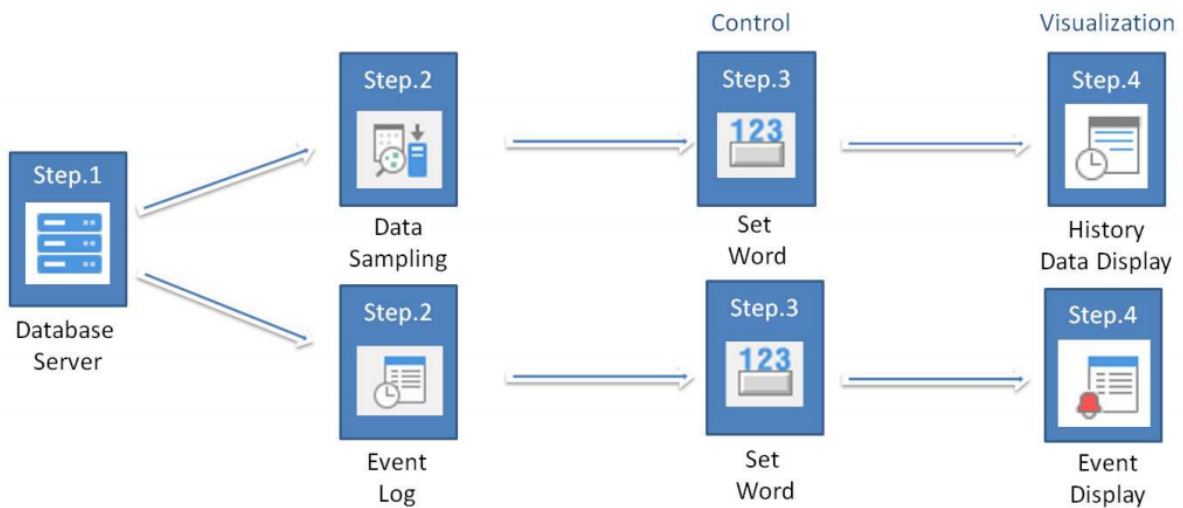 Control
Visualization
Step.1
Database
Server
Step.2
Data
Sampling
Step.3
123
Set
Word
Step.4
History
Data Display
Step.2
Event
Log
Step.3
123
Set
Word
Step.4
Event
Display